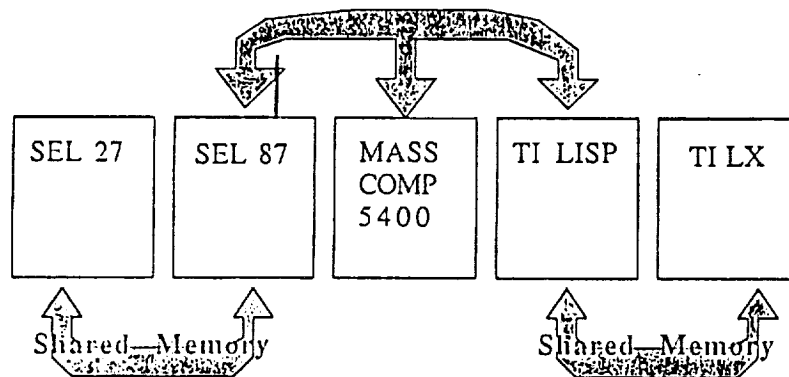 SEL 27
SEL 87
MASS
COMP
5400
TI LISP
TI LX
Shared—Memory
Shared—Memory